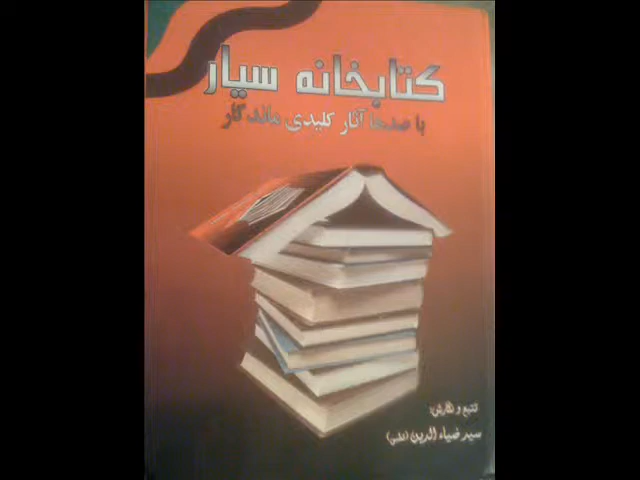 کتابخانه سیار
با صدها آثار کلیدی ماندگار
تتبع و نگارش:
سید ضیاء الدین